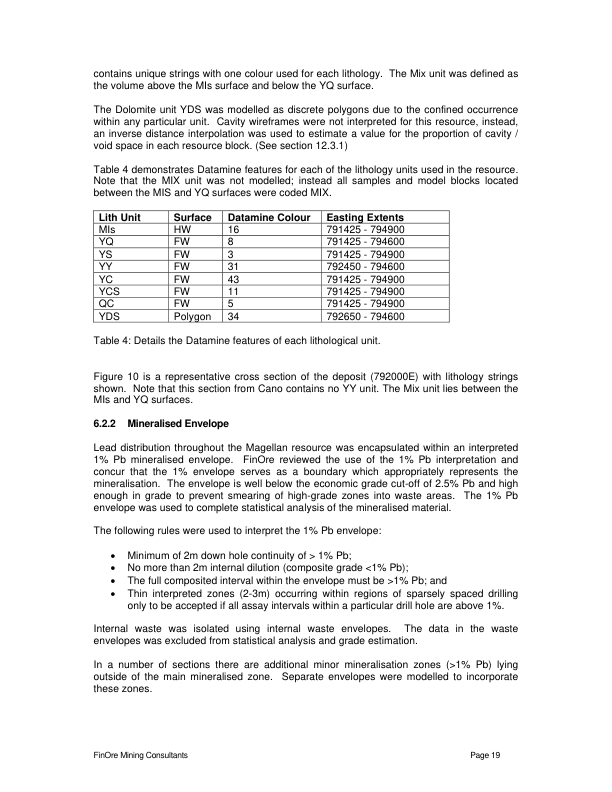 contains unique strings with one colour used for each lithology. The Mix unit was defined as
the volume above the MIs surface and below the YQ surface.
The Dolomite unit YDS was modelled as discrete polygons due to the confined occurrence
within any particular unit. Cavity wireframes were not interpreted for this resource, instead,
an inverse distance interpolation was used to estimate a value for the proportion of cavity /
void space in each resource block. (See section 12.3.1)
Table 4 demonstrates Datamine features for each of the lithology units used in the resource.
Note that the MIX unit was not modelled; instead all samples and model blocks located
between the MIS and YQ surfaces were coded MIX.
Lith Unit Surface Datamine Colour Easting Extents
MIs HW 16 791425 - 794900
YQ FW 8 791425 - 794600
YS FW 3 791425 - 794900
YY FW 31 792450 - 794600
YC FW 43 791425 - 794900
YCS FW 11 791425 - 794900
QC FW 5 791425 - 794900
YDS Polygon 34 792650 - 794600
Table 4: Details the Datamine features of each lithological unit.
Figure 10 is a representative cross section of the deposit (792000E) with lithology strings
shown. Note that this section from Cano contains no YY unit. The Mix unit lies between the
MIs and YQ surfaces.
6.2.2 Mineralised Envelope
Lead distribution throughout the Magellan resource was encapsulated within an interpreted
1% Pb mineralised envelope. FinOre reviewed the use of the 1% Pb interpretation and
concur that the 1% envelope serves as a boundary which appropriately represents the
mineralisation. The envelope is well below the economic grade cut-off of 2.5% Pb and high
enough in grade to prevent smearing of high-grade zones into waste areas. The 1% Pb
envelope was used to complete statistical analysis of the mineralised material.
The following rules were used to interpret the 1% Pb envelope:
• Minimum of 2m down hole continuity of > 1% Pb;
• No more than 2m internal dilution (composite grade <1% Pb);
• The full composited interval within the envelope must be >1% Pb; and
• Thin interpreted zones (2-3m) occurring within regions of sparsely spaced drilling
only to be accepted if all assay intervals within a particular drill hole are above 1%.
Internal waste was isolated using internal waste envelopes. The data in the waste
envelopes was excluded from statistical analysis and grade estimation.
In a number of sections there are additional minor mineralisation zones (>1% Pb) lying
outside of the main mineralised zone. Separate envelopes were modelled to incorporate
these zones.
FinOre Mining Consultants Page 19